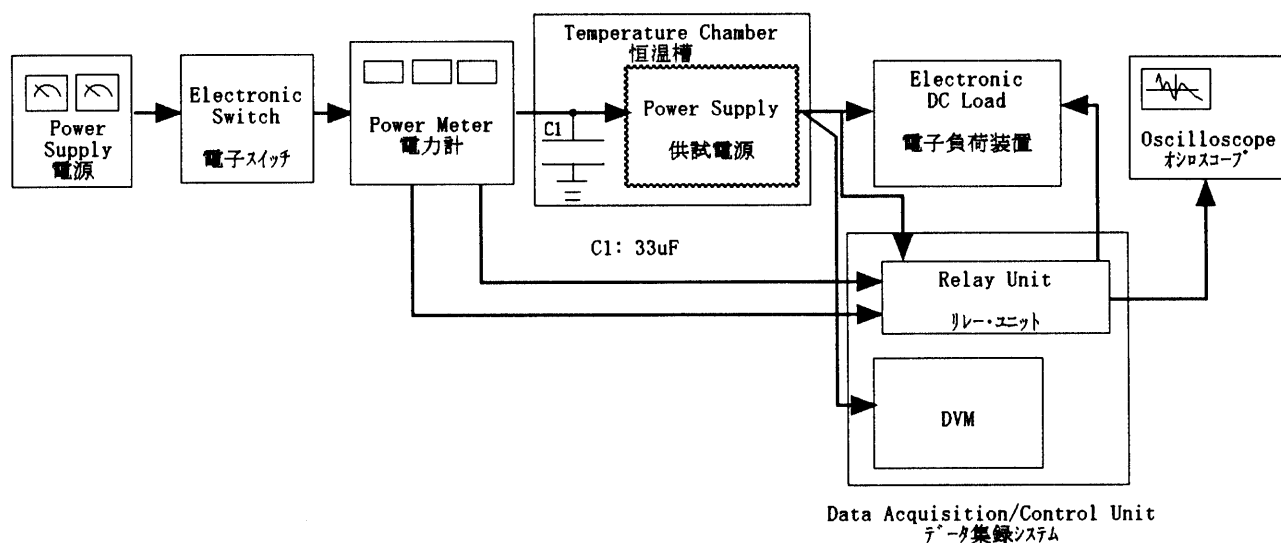 Power
Supply
電源
Electronic
Switch
電子スイッチ
Power Meter
電力計
Temperature Chamber
恒温槽
C1
Power Supply
供試電源
Electronic
DC Load
電子負荷装置
Oscilloscope
オシロスコープ
C1: 33uF
Relay Unit
リレー・ユニット
DVM
Data Acquisition/Control Unit
データ集録システム